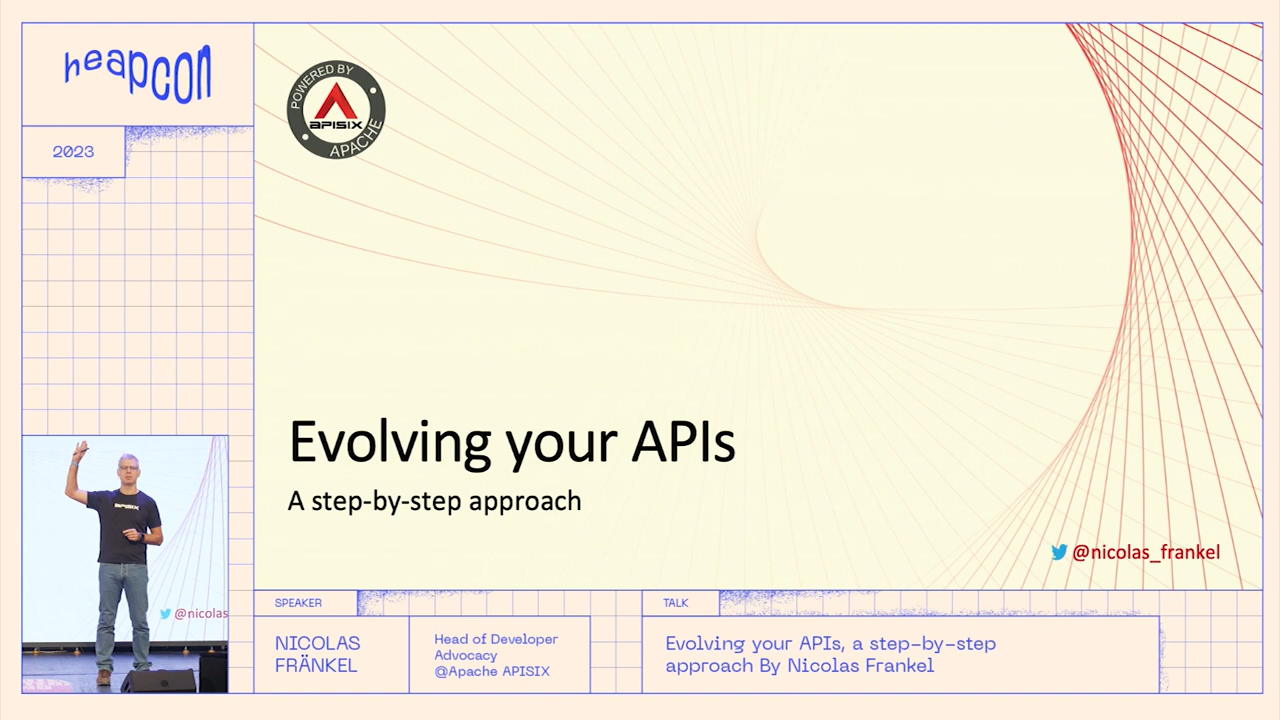 heapcon
2023
POWERED BY
APISIX
APACHE
Evolving your APIs
A step-by-step approach
@nicolas_frankel
APISIX
@nicolas
SPEAKER
NICOLAS
FRÄNKEL
Head of Developer
Advocacy
@Apache APISIX
TALK
Evolving your APIs, a step-by-step
approach By Nicolas Frankel